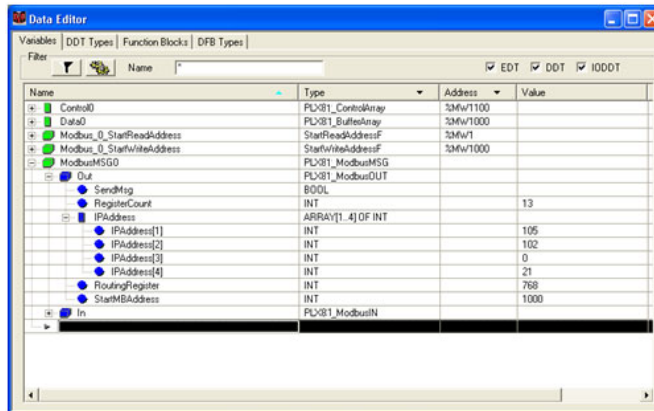 Data Editor
Variables DDT Types Function Blocks DFB Types
Filter
Name * EDT DDT IODDT
Name Type Address Value
Control0 PLX81_ControlArray %MW1100
Data0 PLX81_BufferArray %MW1000
Modbus_0_StartReadAddress StartReadAddressF %MW1
Modbus_0_StartWriteAddress StartWriteAddressF %MW1000
ModbusMSG0 PLX81_ModbusMSG
Out PLX81_ModbusOUT
SendMsg BOOL
RegisterCount INT 13
IPAddress ARRAY[1..4] OF INT
IPAddress[1] INT 105
IPAddress[2] INT 102
IPAddress[3] INT 0
IPAddress[4] INT 21
RoutingRegister INT 768
StartMBAddress INT 1000
In PLX81_ModbusIN